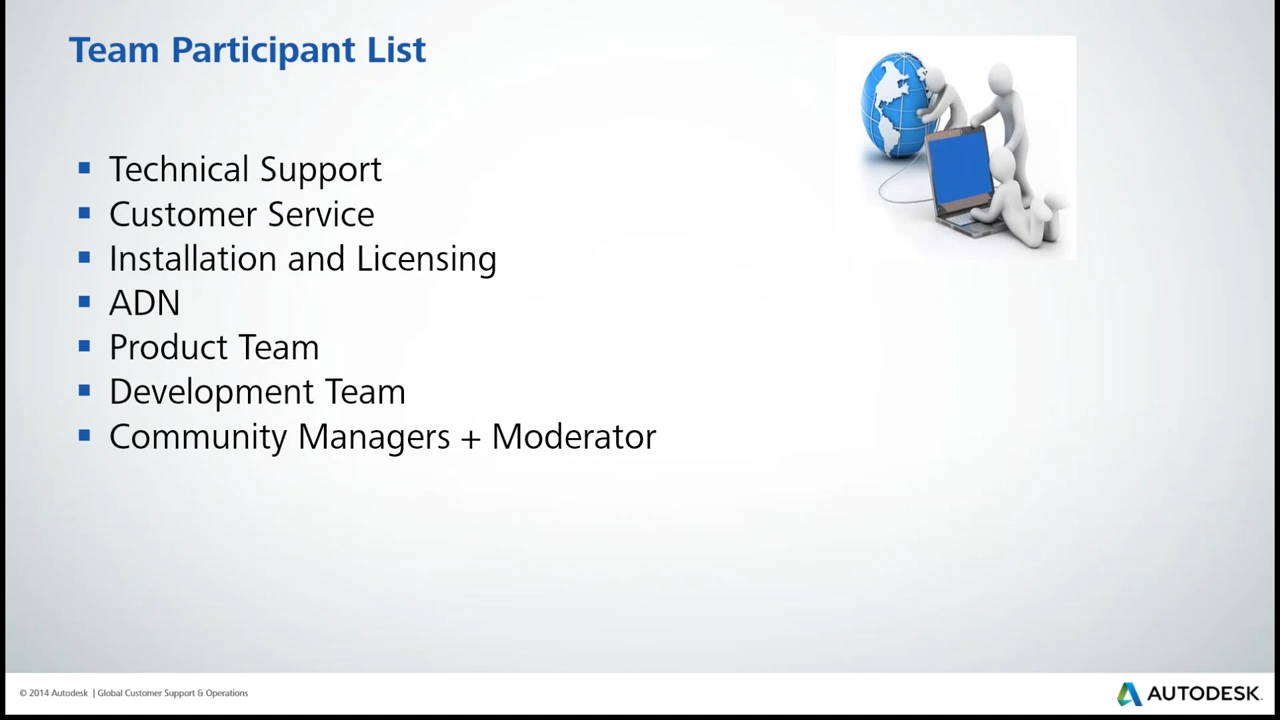 Team Participant List
Technical Support
Customer Service
Installation and Licensing
ADN
Product Team
Development Team
Community Managers + Moderator
© 2014 Autodesk | Global Customer Support & Operations
AUTODESK.